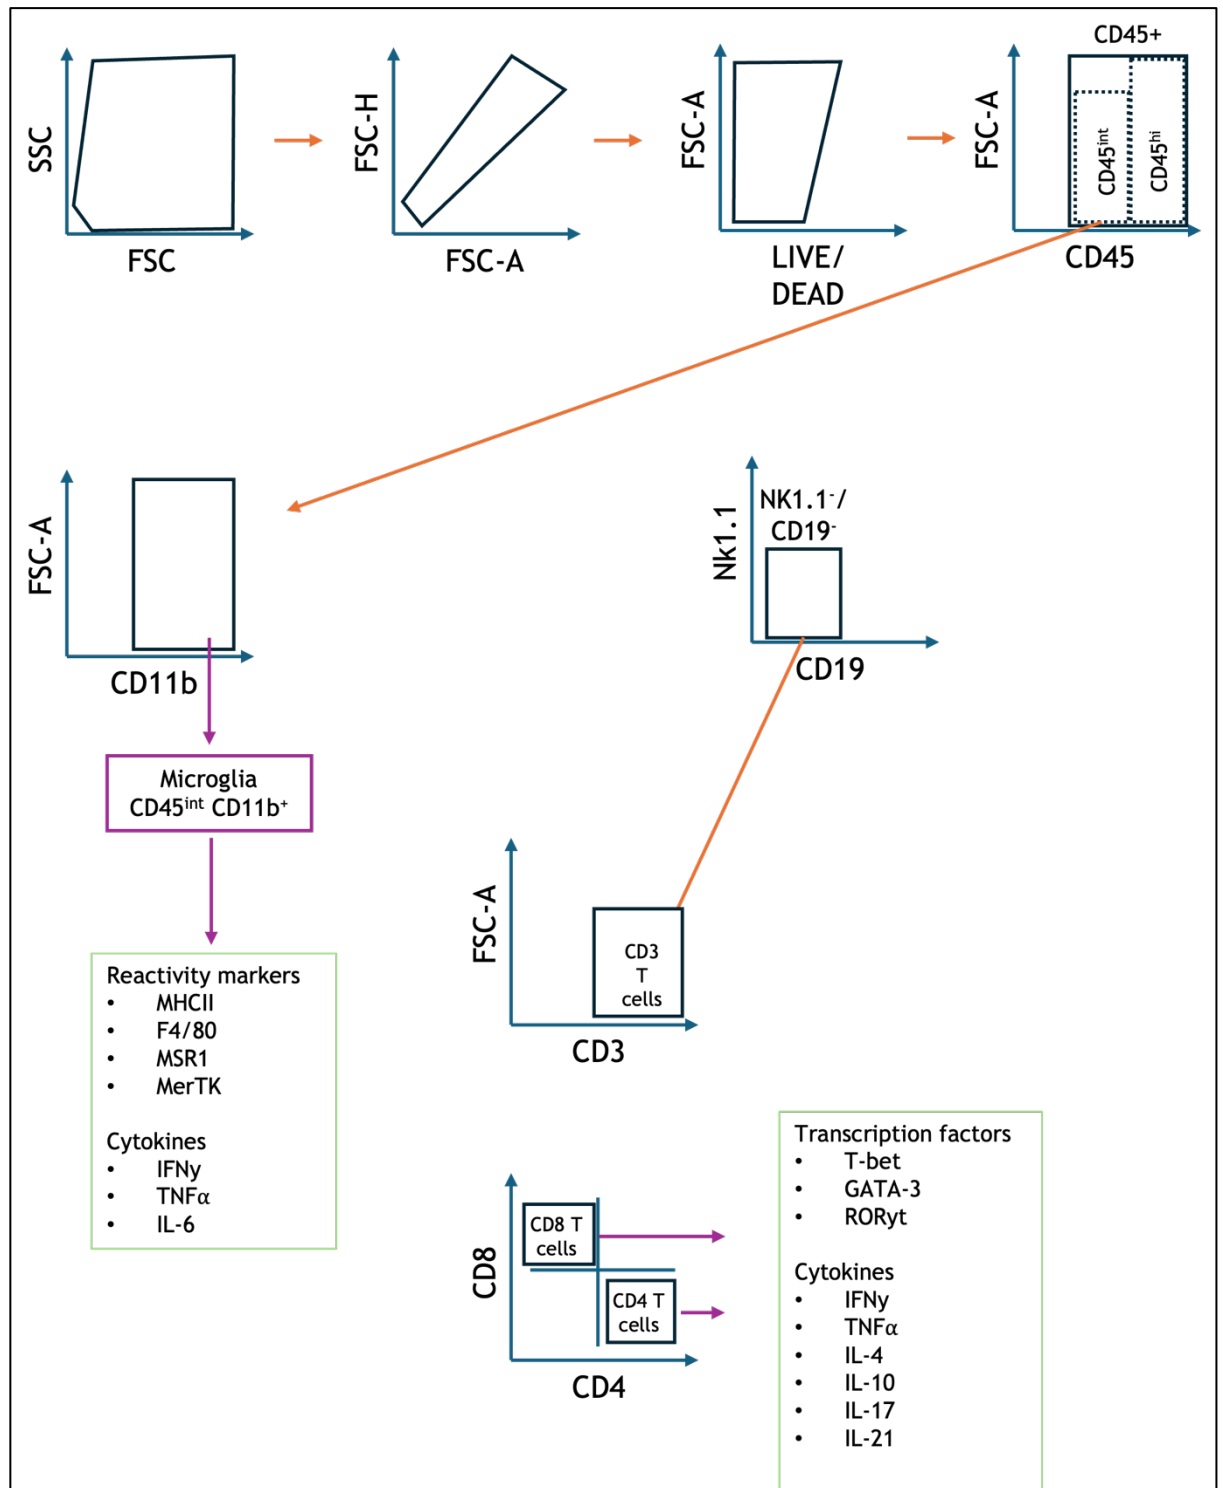 SSC
FSC
FSC-H
FSC-A
FSC-A
LIVE/
DEAD
CD45+
FSC-A
CD45int
CD45hi
CD45
FSC-A
CD11b
Nk1.1
NK1.1-/
CD19-
CD19
Microglia
CD45int CD11b+
Reactivity markers
• MHCII
• F4/80
• MSR1
• MerTK
Cytokines
• IFNy
• TNFα
• IL-6
FSC-A
CD3
T
cells
CD3
CD8
CD8 T
cells
CD4 T
cells
CD4
Transcription factors
• T-bet
• GATA-3
• RORyt
Cytokines
• IFNy
• TNFα
• IL-4
• IL-10
• IL-17
• IL-21